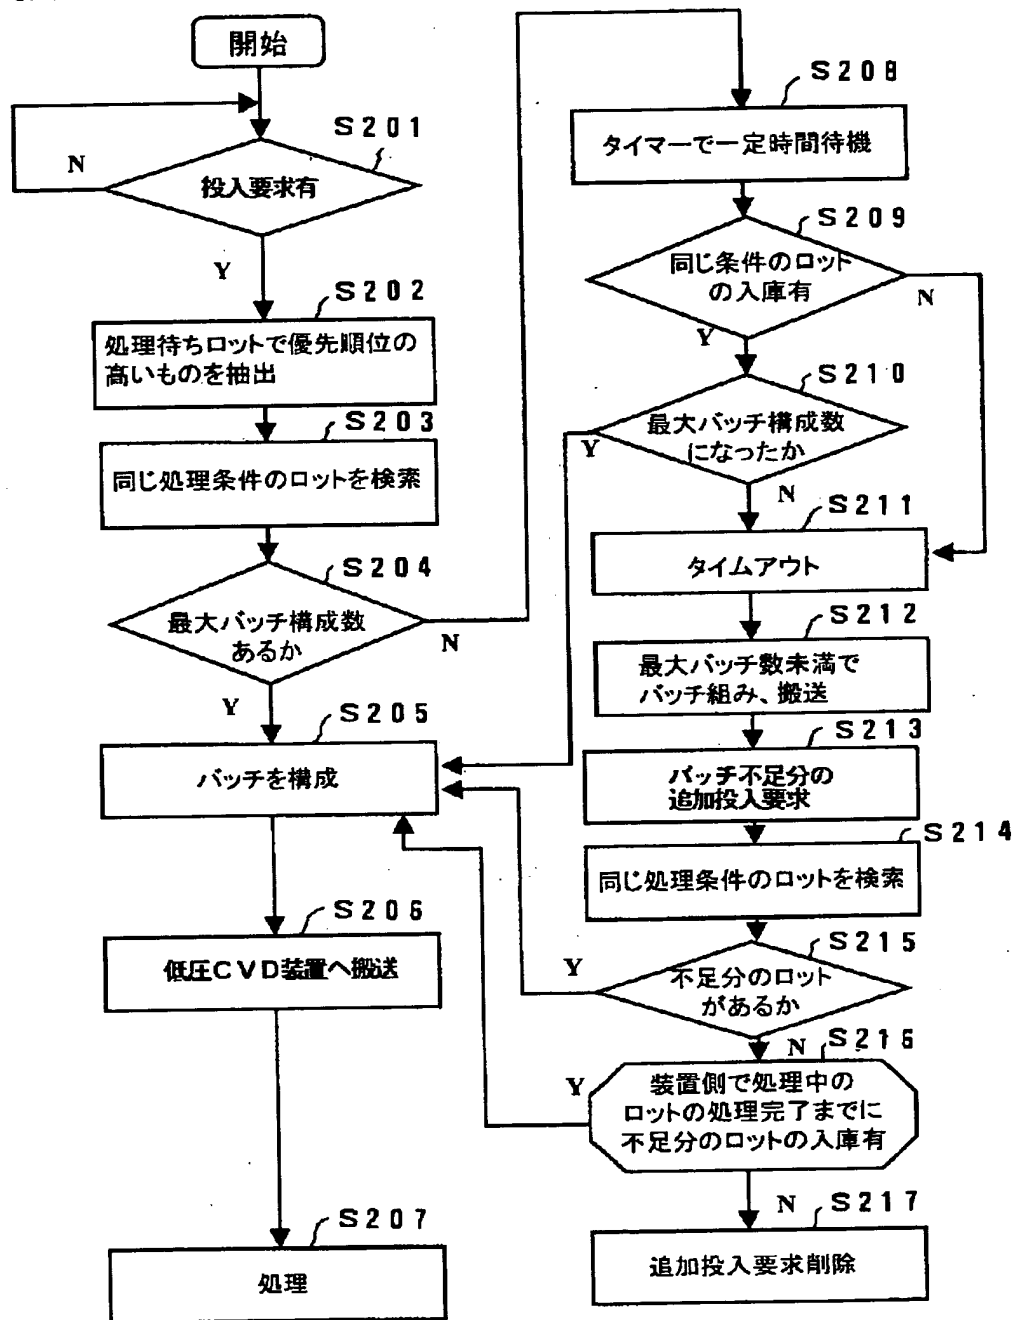 開始
S201
N
投入要求有
Y
S202
処理待ちロットで優先順位の
高いものを抽出
S203
同じ処理条件のロットを検索
S204
最大バッチ構成数
あるか
N
Y
S205
バッチを構成
S206
低圧CVD装置へ搬送
S207
処理
S208
タイマーで一定時間待機
S209
同じ条件のロット
の入庫有
N
Y
S210
最大バッチ構成数
になったか
Y
N
S211
タイムアウト
S212
最大バッチ数未満で
バッチ組み、搬送
S213
バッチ不足分の
追加投入要求
S214
同じ処理条件のロットを検索
S215
Y
不足分のロット
があるか
N
S216
Y
装置側で処理中の
ロットの処理完了までに
不足分のロットの入庫有
N
S217
追加投入要求削除